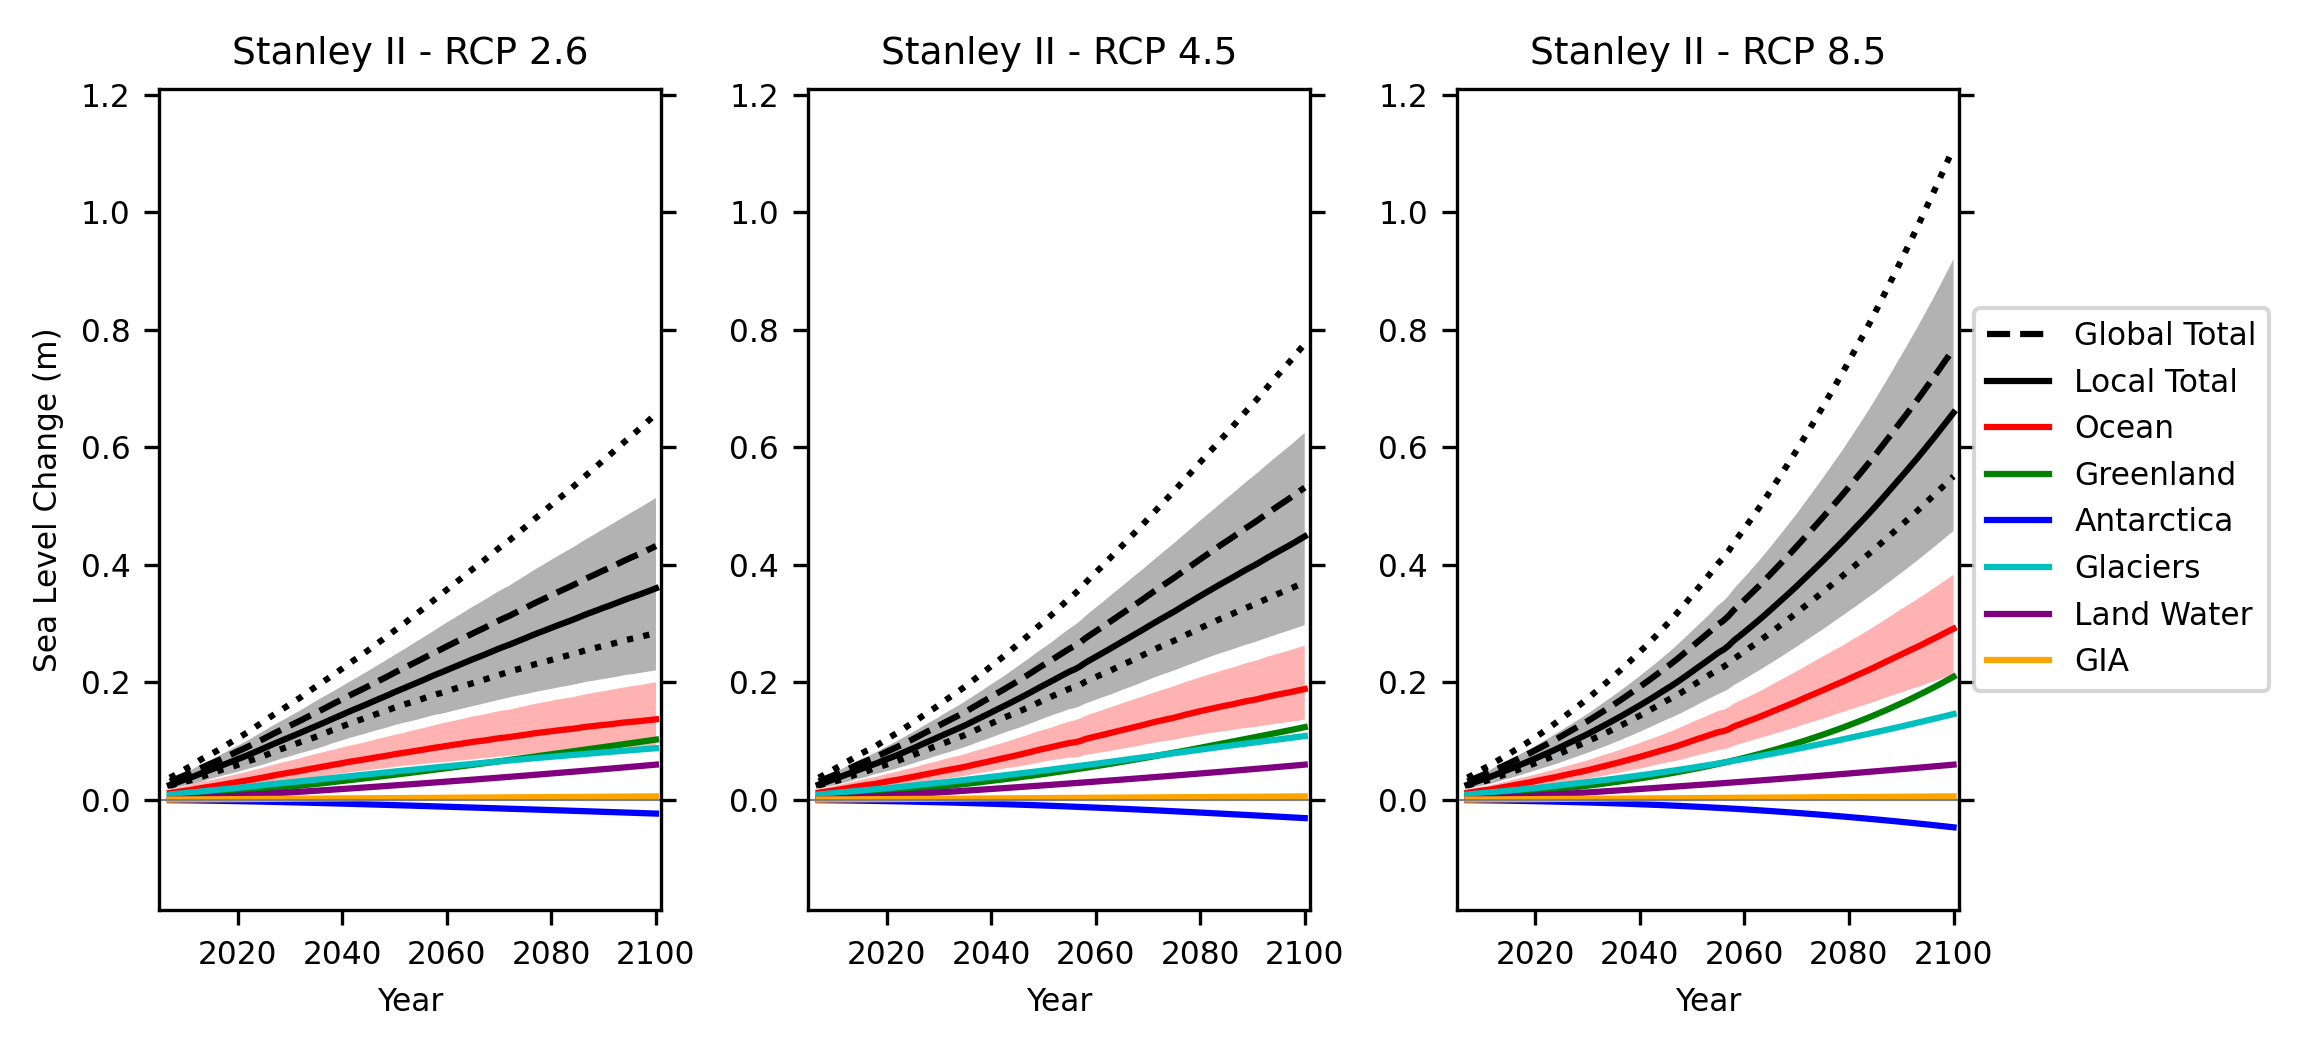 Stanley II - RCP 2.6
Stanley II - RCP 4.5
Stanley II - RCP 8.5
Sea Level Change (m)
1.2
1.0
0.8
0.6
0.4
0.2
0.0
2020 2040 2060 2080 2100
Year
1.2
1.0
0.8
0.6
0.4
0.2
0.0
2020 2040 2060 2080 2100
Year
1.2
1.0
0.8
0.6
0.4
0.2
0.0
2020 2040 2060 2080 2100
Year
Global Total
Local Total
Ocean
Greenland
Antarctica
Glaciers
Land Water
GIA